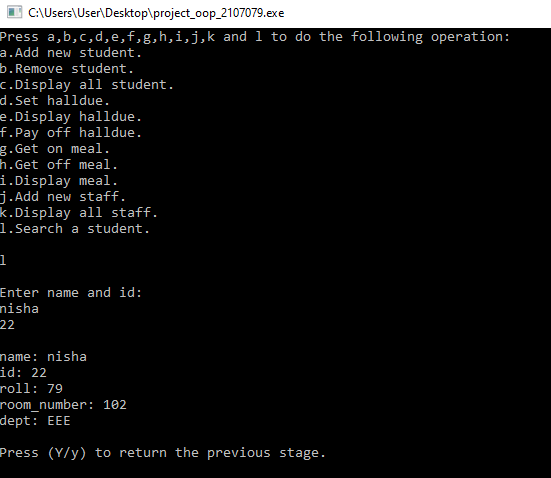 C:\Users\User\Desktop\project_oop_2107079.exe
Press a,b,c,d,e,f,g,h,i,j,k and l to do the following operation:
a.Add new student.
b.Remove student.
c.Display all student.
d.Set halldue.
e.Display halldue.
f.Pay off halldue.
g.Get on meal.
h.Get off meal.
i.Display meal.
j.Add new staff.
k.Display all staff.
l.Search a student.
l
Enter name and id:
nisha
22
name: nisha
id: 22
roll: 79
room_number: 102
dept: EEE
Press (Y/y) to return the previous stage.